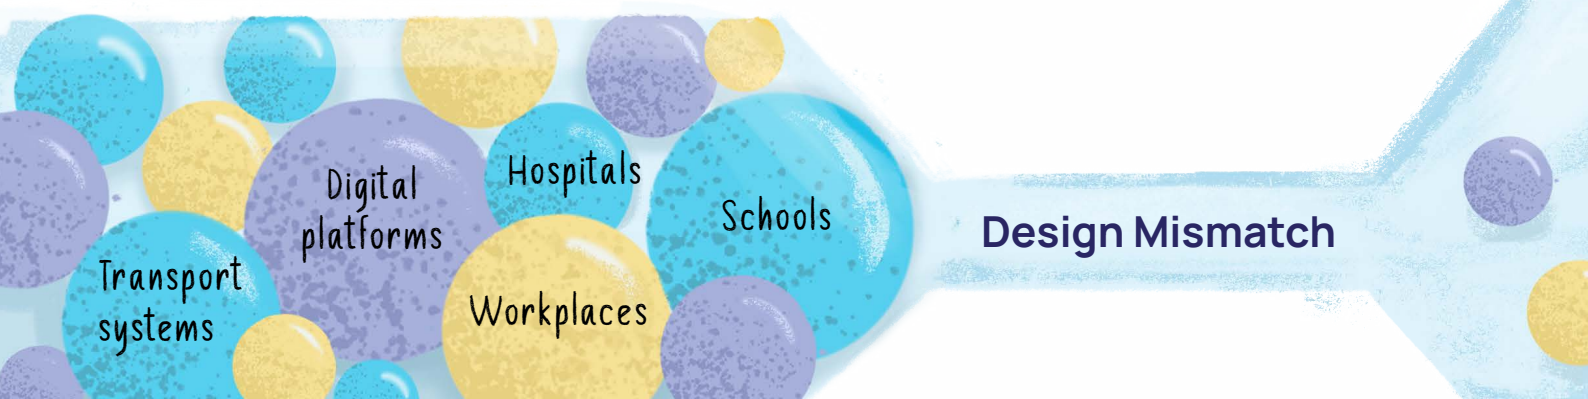 Digital
platforms
Hospitals
Schools
Transport
systems
Workplaces
Design Mismatch